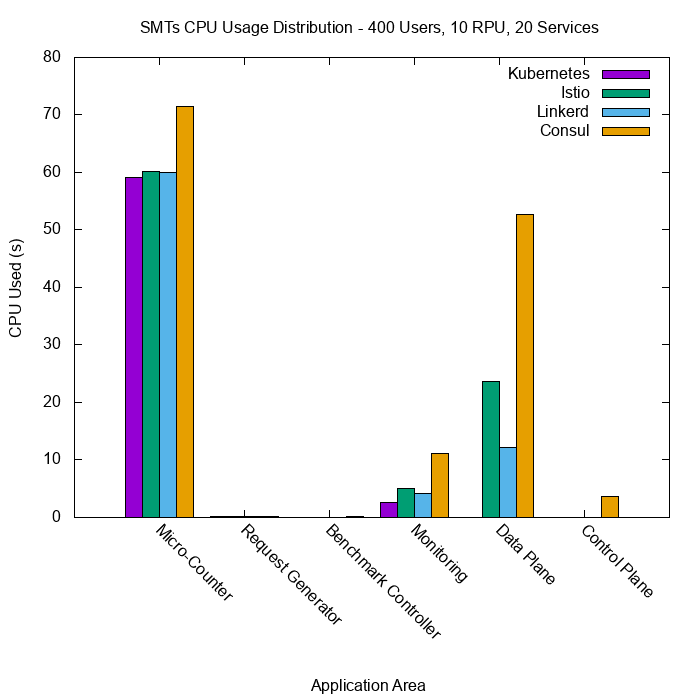 SMTs CPU Usage Distribution - 400 Users, 10 RPU, 20 Services
80
70
60
50
40
30
20
10
0
CPU Used (s)
Kubernetes
Istio
Linkerd
Consul
Micro-Counter
Request Generator
Benchmark Controller
Monitoring
Data Plane
Control Plane
Application Area